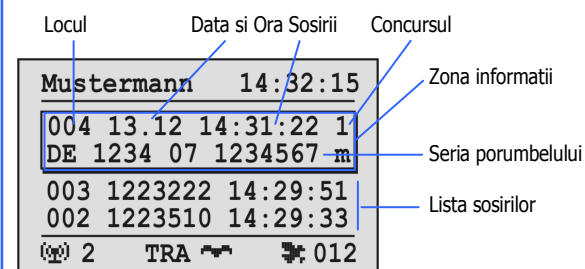 Locul Data si Ora Sosirii Concursul
Mustermann 14:32:15
Zona informatii
004 13.12 14:31:22 1
DE 1234 07 1234567 m
Seria porumbelului
003 1223222 14:29:51
Lista sosirilor
002 1223510 14:29:33
2 TRA 012